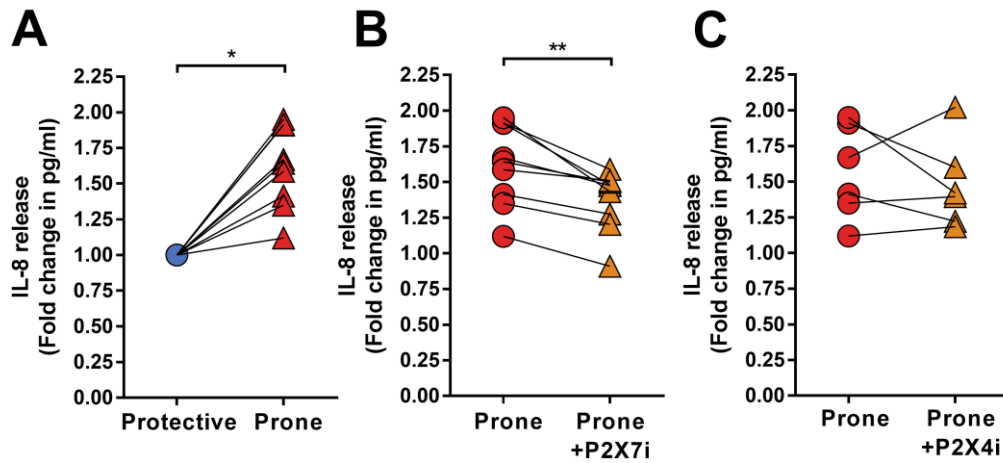 A
*
IL-8 release
(Fold change in pg/ml)
2.25
2.00
1.75
1.50
1.25
1.00
0.75
0.50
0.25
0.00
Protective Prone
B
**
IL-8 release
(Fold change in pg/ml)
2.25
2.00
1.75
1.50
1.25
1.00
0.75
0.50
0.25
0.00
Prone Prone
+P2X7i
C
IL-8 release
(Fold change in pg/ml)
2.25
2.00
1.75
1.50
1.25
1.00
0.75
0.50
0.25
0.00
Prone Prone
+P2X4i